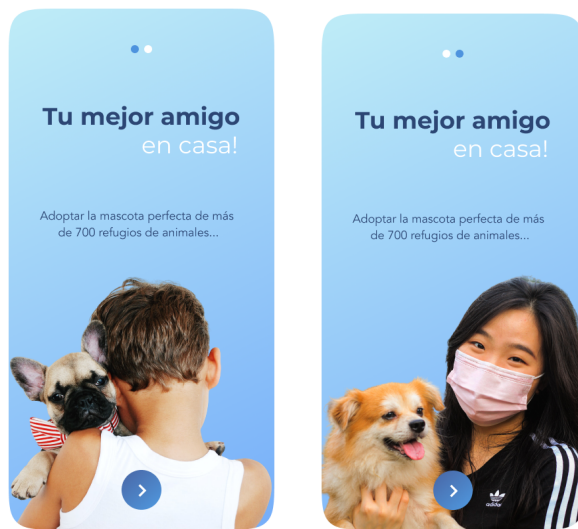 Tu mejor amigo
en casa!
Adoptar la mascota perfecta de más
de 700 refugios de animales...
Tu mejor amigo
en casa!
Adoptar la mascota perfecta de más
de 700 refugios de animales...
adidas